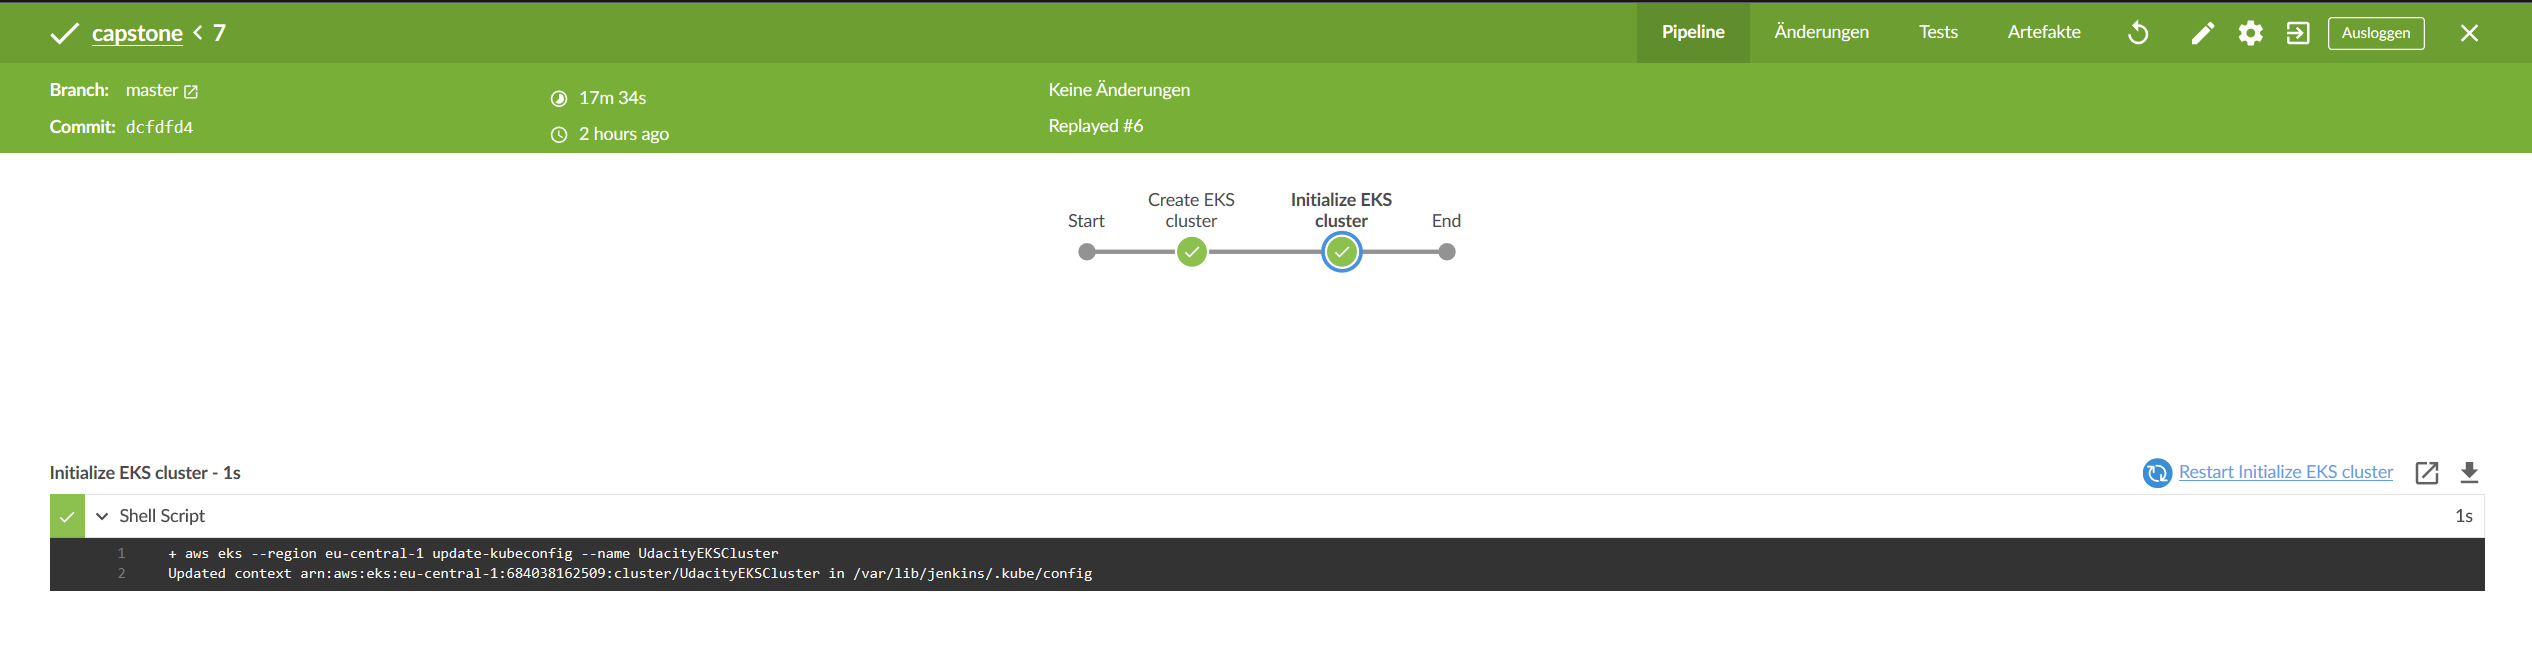 capstone < 7
Pipeline Änderungen Tests Artefakte Ausloggen
Branch: master
Commit: dcfdfd4
17m 34s
2 hours ago
Keine Änderungen
Replayed #6
Start
Create EKS
cluster
Initialize EKS
cluster
End
Initialize EKS cluster - 1s
Restart Initialize EKS cluster
Shell Script 1s
1 + aws eks --region eu-central-1 update-kubeconfig --name UdacityEKSCluster
2 Updated context arn:aws:eks:eu-central-1:684038162509:cluster/UdacityEKSCluster in /var/lib/jenkins/.kube/config